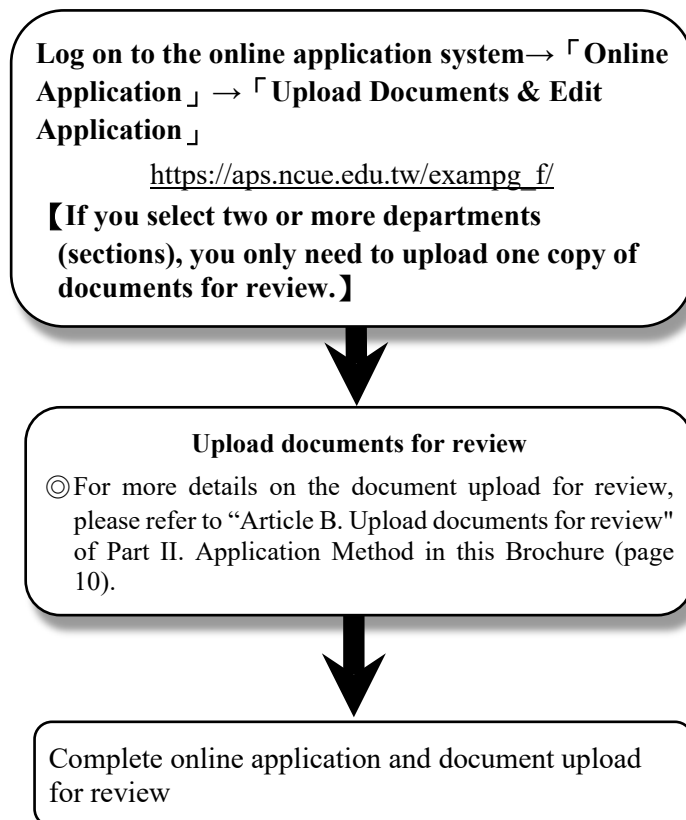 Log on to the online application system→「Online
Application」→「Upload Documents & Edit
Application」
https://aps.ncue.edu.tw/exampg_f/
【If you select two or more departments
(sections), you only need to upload one copy of
documents for review.】
Upload documents for review
◎For more details on the document upload for review,
please refer to “Article B. Upload documents for review"
of Part II. Application Method in this Brochure (page
10).
Complete online application and document upload
for review